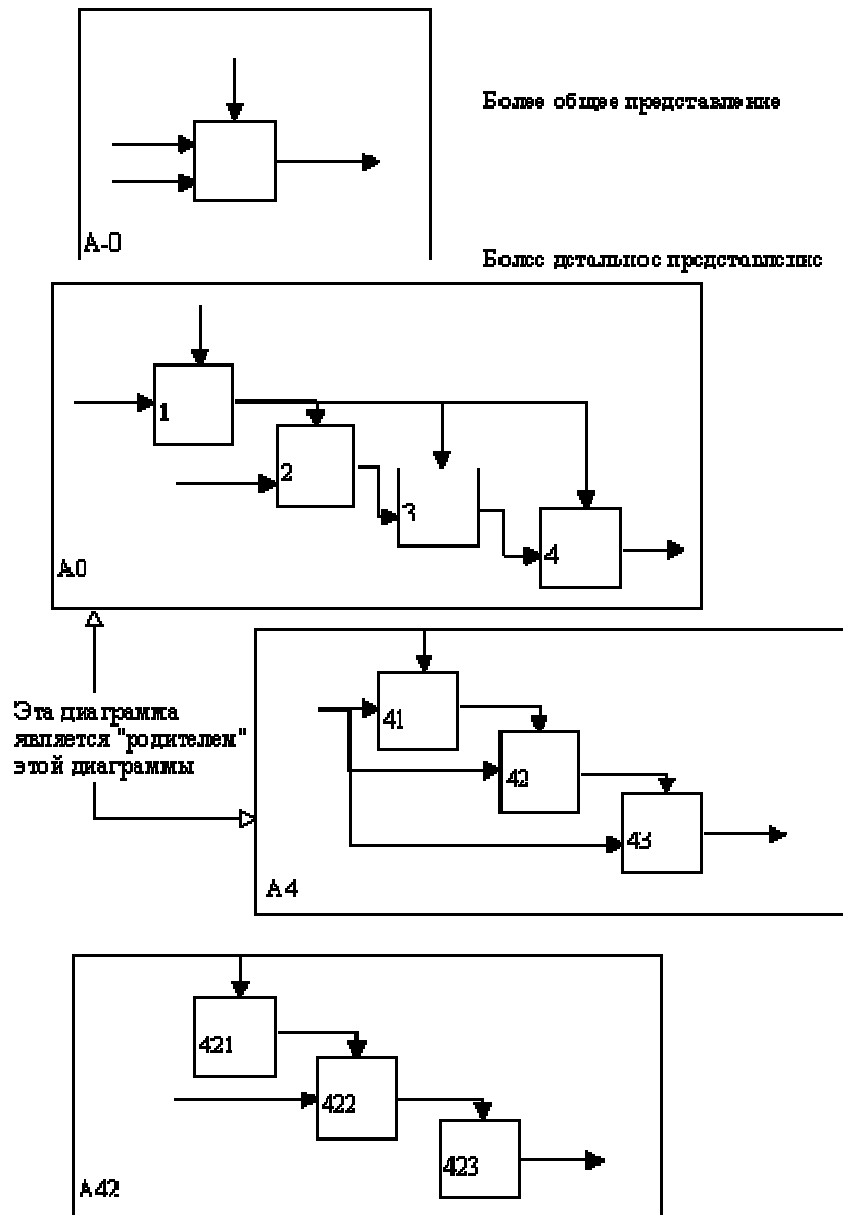 Более общее представление
А-0
Более детальное представление
1
2
3
4
А0
Эта диаграмма
является "родителем"
этой диаграммы
41
42
43
А4
421
422
423
А42